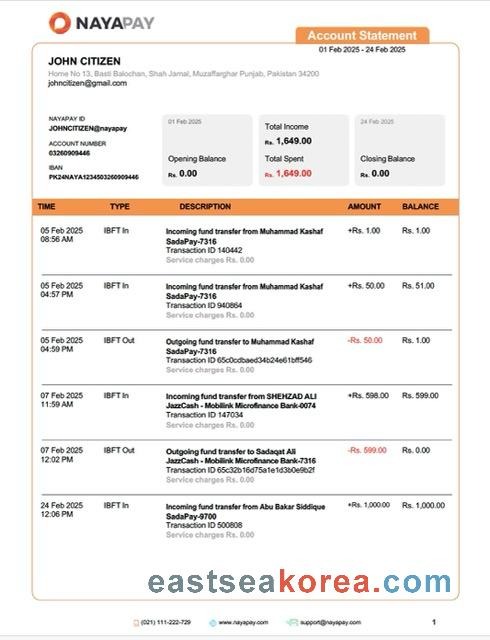 NAYAPAY
Account Statement
01 Feb 2025 - 24 Feb 2025
JOHN CITIZEN
Home No 13, Basti Balochan, Shah Jamal, Muzaffarghar Punjab, Pakistan 34200
johncitizen@gmail.com
NAYAPAY ID
JOHNCITIZEN@nayapay
ACCOUNT NUMBER
03260909446
IBAN
PK24NAYA1234503260909446
01 Feb 2025
Opening Balance
Rs. 0.00
Total Income
Rs. 1,649.00
Total Spent
Rs. 1,649.00
24 Feb 2025
Closing Balance
Rs. 0.00
TIME TYPE DESCRIPTION AMOUNT BALANCE
05 Feb 2025 IBFT In Incoming fund transfer from Muhammad Kashaf +Rs. 1.00 Rs. 1.00
08:56 AM SadaPay-7316
Transaction ID 140442
Service charges Rs. 0.00
05 Feb 2025 IBFT In Incoming fund transfer from Muhammad Kashaf +Rs. 50.00 Rs. 51.00
04:57 PM SadaPay-7316
Transaction ID 940864
Service charges Rs. 0.00
05 Feb 2025 IBFT Out Outgoing fund transfer to Muhammad Kashaf -Rs. 50.00 Rs. 1.00
04:59 PM SadaPay-7316
Transaction ID 65c0cdbaed34b24e61bff546
Service charges Rs. 0.00
07 Feb 2025 IBFT In Incoming fund transfer from SHEHZAD ALI +Rs. 598.00 Rs. 599.00
11:59 AM JazzCash - Mobilink Microfinance Bank-0074
Transaction ID 147034
Service charges Rs. 0.00
07 Feb 2025 IBFT Out Outgoing fund transfer to Sadaqat Ali -Rs. 599.00 Rs. 0.00
12:02 PM JazzCash - Mobilink Microfinance Bank-7316
Transaction ID 65c32b16d75a1e1d3b0e9b2f
Service charges Rs. 0.00
24 Feb 2025 IBFT In Incoming fund transfer from Abu Bakar Siddique +Rs. 1,000.00 Rs. 1,000.00
12:06 PM SadaPay-9700
Transaction ID 500808
Service charges Rs. 0.00
eastseakorea.com
(021) 111-222-729 www.nayapay.com support@nayapay.com 1